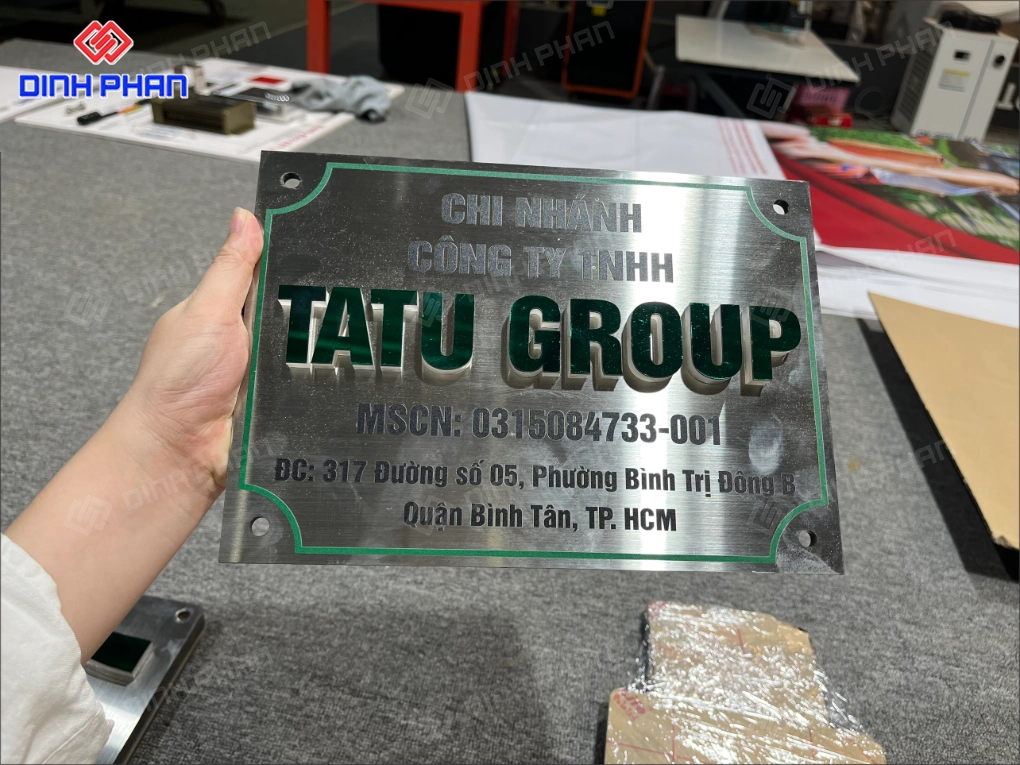 DINH PHAN
CHI NHÁNH
CÔNG TY TNHH
TATU GROUP
MSCN: 0315084733-001
ĐC: 317 Đường số 05, Phường Bình Trị Đông B
Quận Bình Tân, TP. HCM